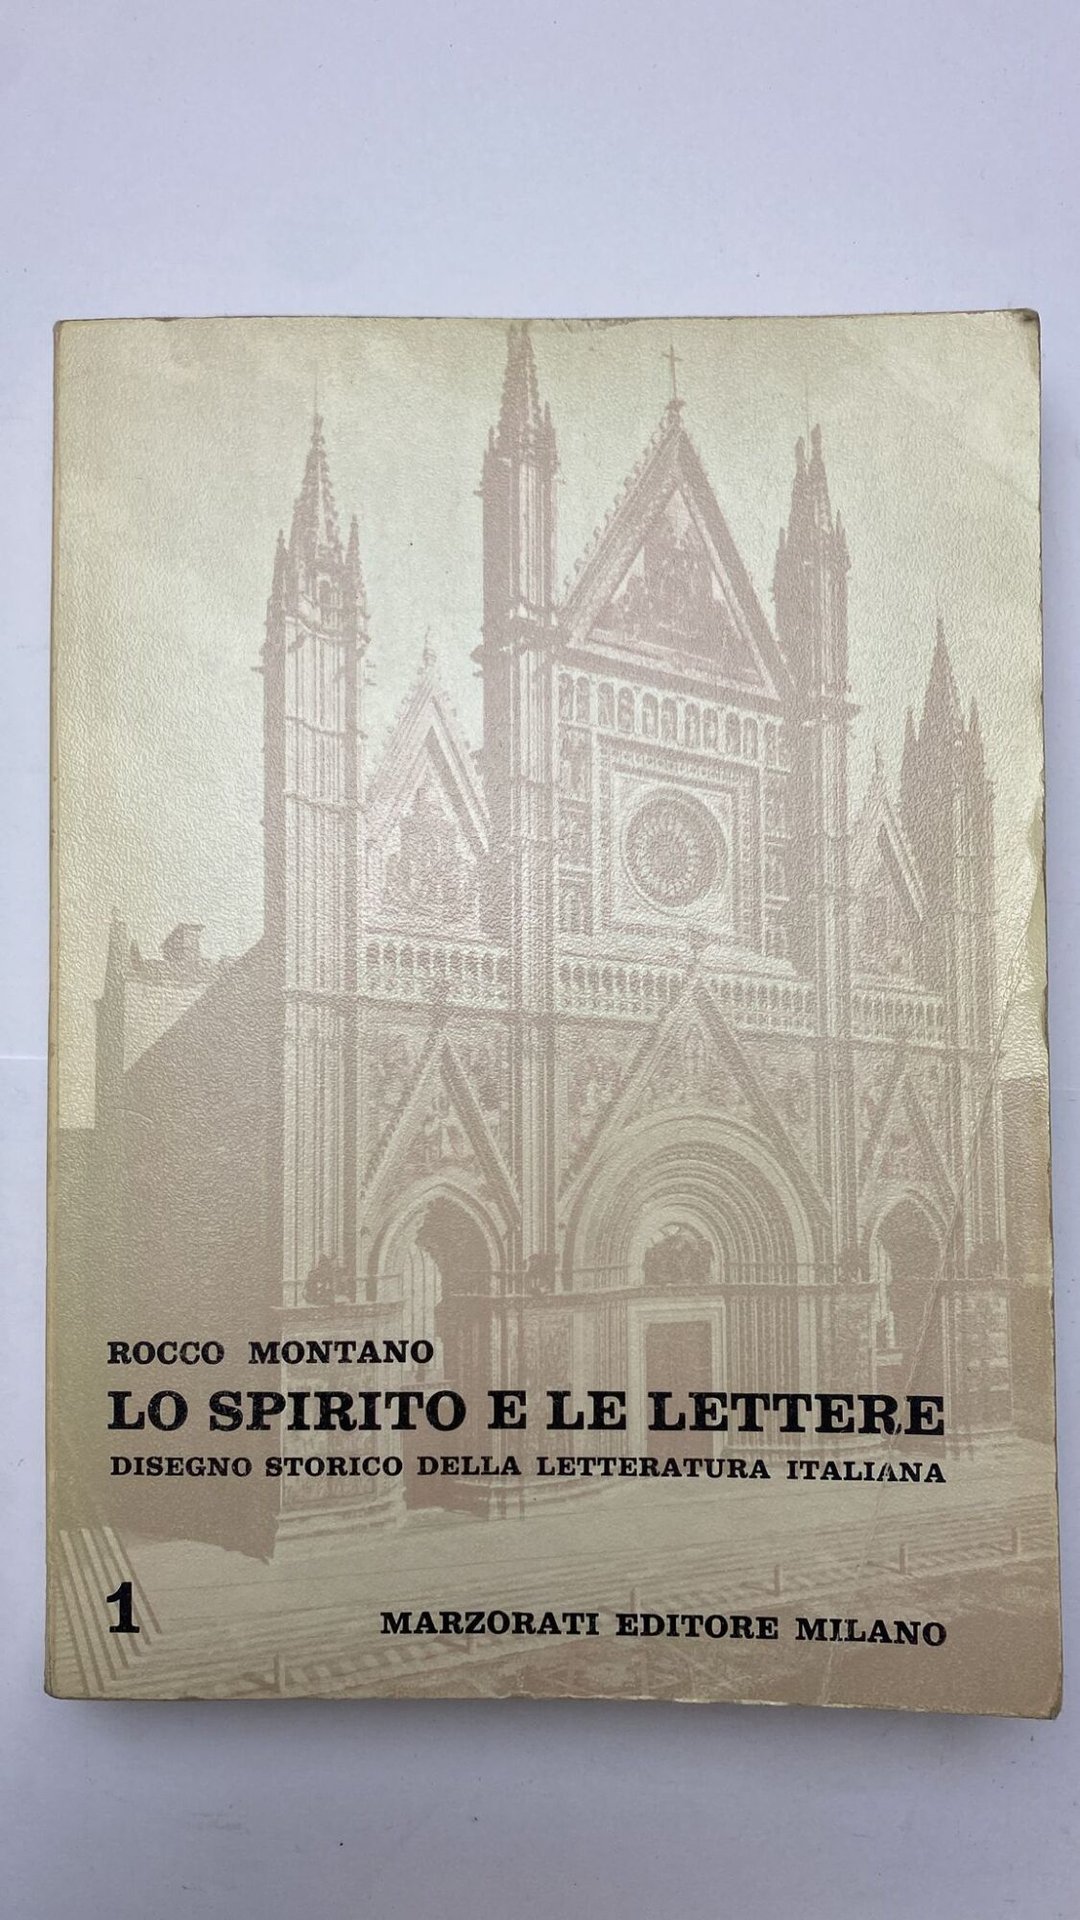 ROCCO MONTANO
LO SPIRITO E LE LETTERE
DISEGNO STORICO DELLA LETTERATURA ITALIANA
1
MARZORATI EDITORE MILANO